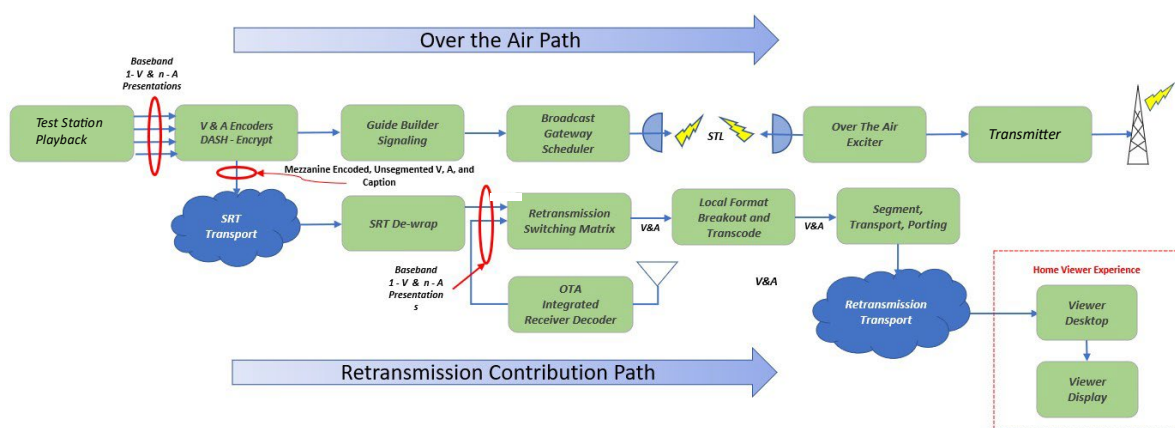 Over the Air Path
Baseband
1- V & n - A
Presentations
Test Station
Playback
V & A Encoders
DASH - Encrypt
Guide Builder
Signaling
Broadcast
Gateway
Scheduler
STL
Over The Air
Exciter
Transmitter
Mezzanine Encoded, Unsegmented V, A, and
Caption
SRT
Transport
SRT De-wrap
Retransmission
Switching Matrix
V&A
Local Format
Breakout and
Transcode
V&A
Segment,
Transport, Porting
Baseband
1- V & n - A
Presentation
s
OTA
Integrated
Receiver Decoder
V&A
Retransmission
Transport
Home Viewer Experience
Viewer
Desktop
Viewer
Display
Retransmission Contribution Path